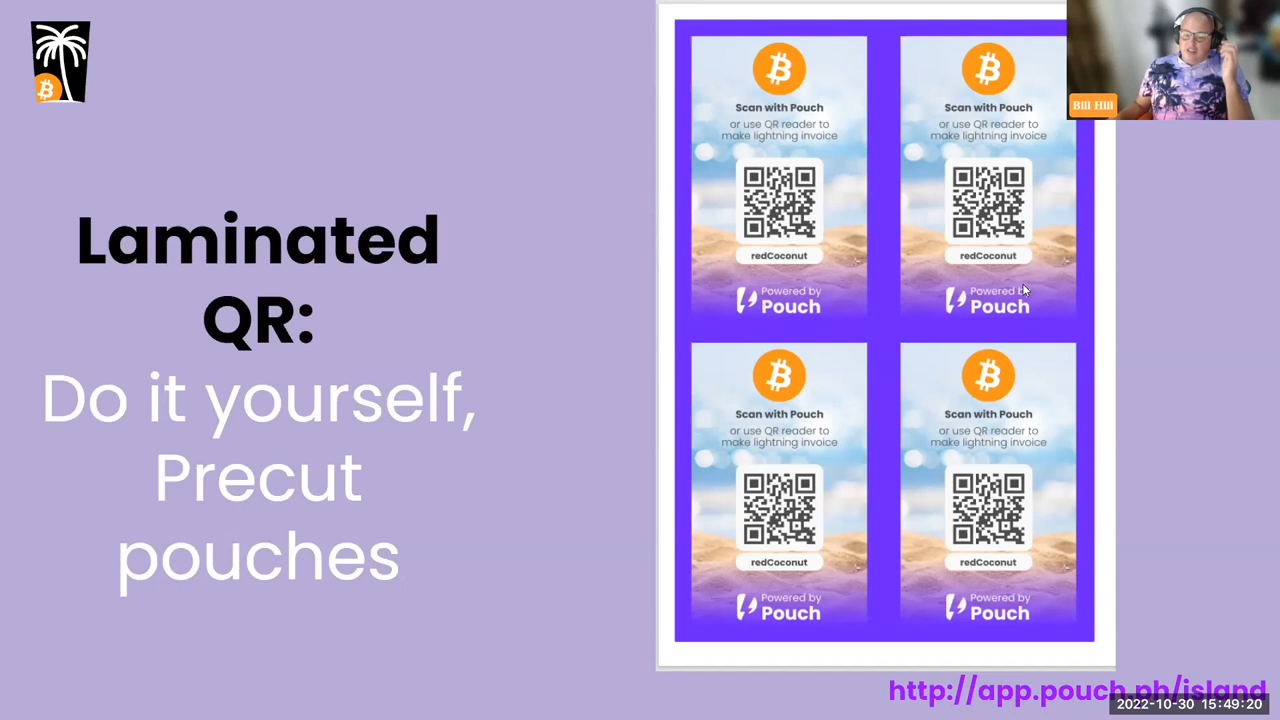 Laminated
QR:
Do it yourself,
Precut
pouches
Scan with Pouch
or use QR reader to
make lightning invoice
redCoconut
Powered by
Pouch
Scan with Pouch
or use QR reader to
make lightning invoice
redCoconut
Powered by
Pouch
Scan with Pouch
or use QR reader to
make lightning invoice
redCoconut
Powered by
Pouch
Scan with Pouch
or use QR reader to
make lightning invoice
redCoconut
Powered by
Pouch
Bill Hill
http://app.pouch.ph/island
2022-10-30 15:49:20